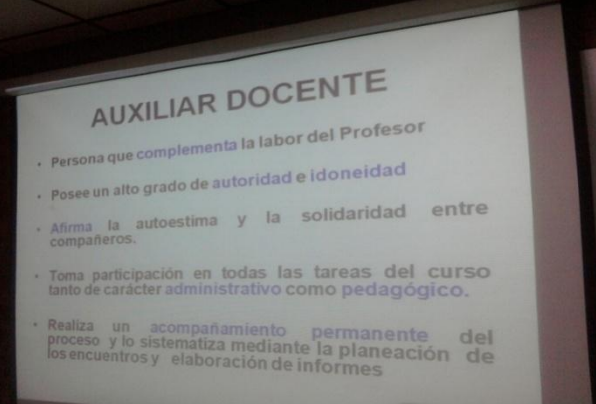 AUXILIAR DOCENTE
• Persona que complementa la labor del Profesor
• Posee un alto grado de autoridad e idoneidad
• Afirma la autoestima y la solidaridad entre
compañeros.
• Toma participación en todas las tareas del curso
tanto de carácter administrativo como pedagógico.
• Realiza un acompañamiento permanente del
proceso y lo sistematiza mediante la planeación de
los encuentros y elaboración de informes